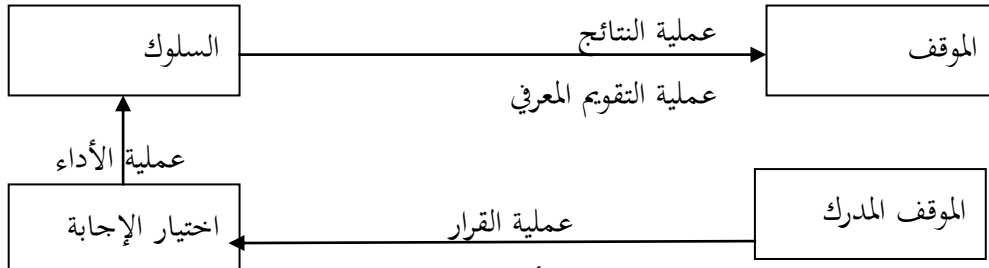 الموقف
عملية النتائج
السلوك
عملية التقويم المعرفي
عملية الأداء
الموقف المدرك
عملية القرار
اختيار الإجابة